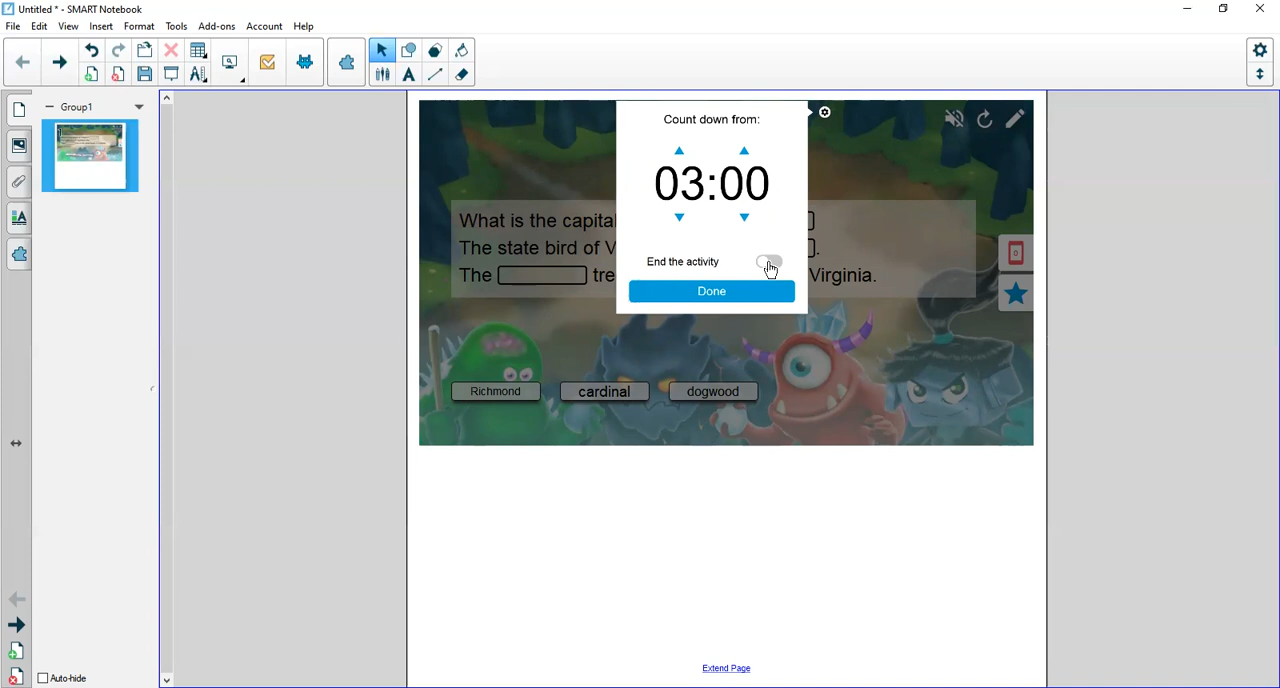 Untitled * - SMART Notebook
File Edit View Insert Format Tools Add-ons Account Help
Group1
Count down from:
03:00
What is the capital
The state bird of V .
The tre Virginia.
End the activity
Done
Richmond cardinal dogwood
Auto-hide
Extend Page